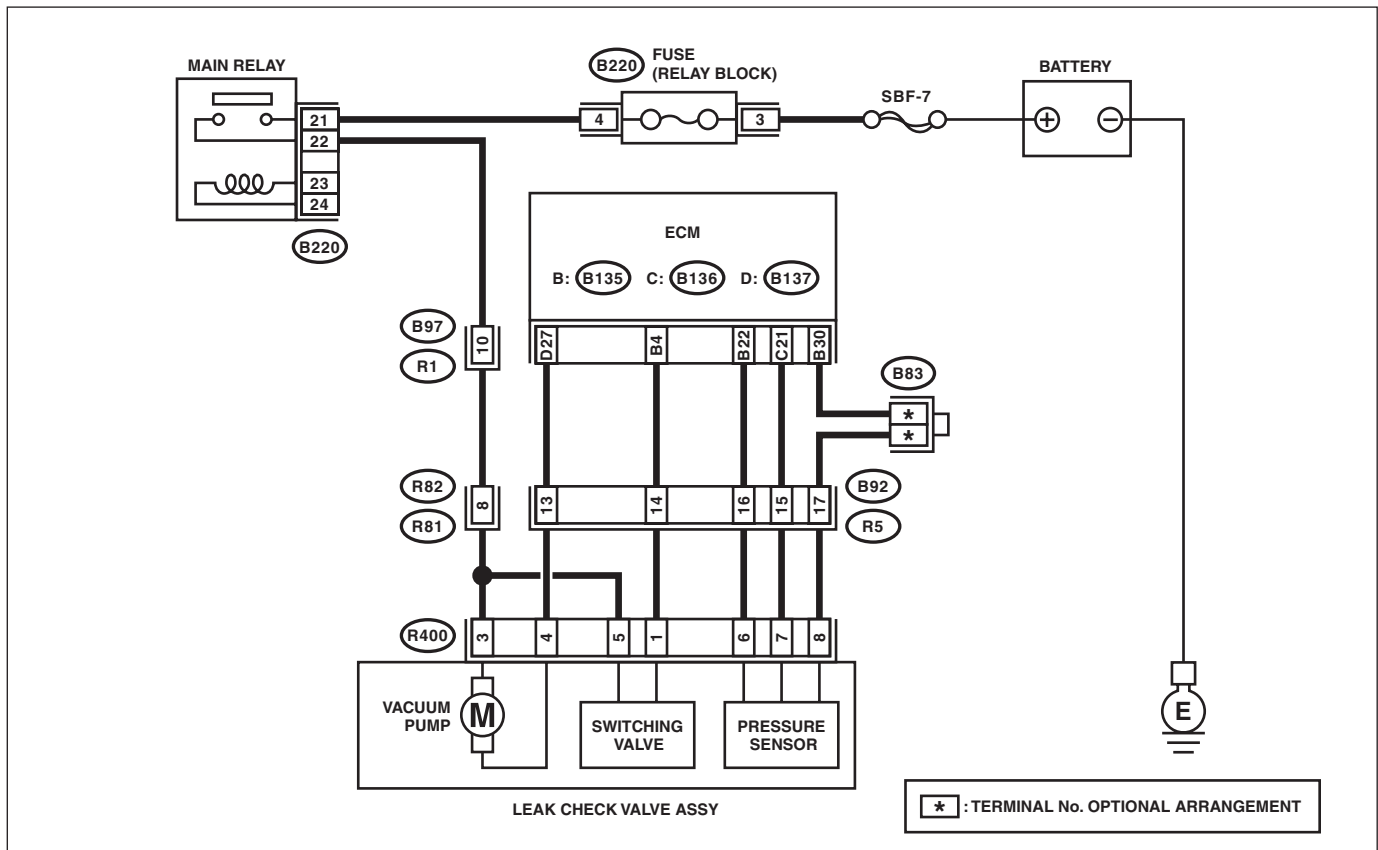 MAIN RELAY
B220
FUSE
(RELAY BLOCK)
SBF-7
BATTERY
+
−
21
22
23
24
4
3
B220
ECM
B: B135 C: B136 D: B137
D27
B4
B22
C21
B30
B97
R1
10
B83
*
*
R82
R81
8
13
14
16
15
17
B92
R5
R400
3
4
5
1
6
7
8
VACUUM
PUMP
M
SWITCHING
VALVE
PRESSURE
SENSOR
E
LEAK CHECK VALVE ASSY
* : TERMINAL No. OPTIONAL ARRANGEMENT